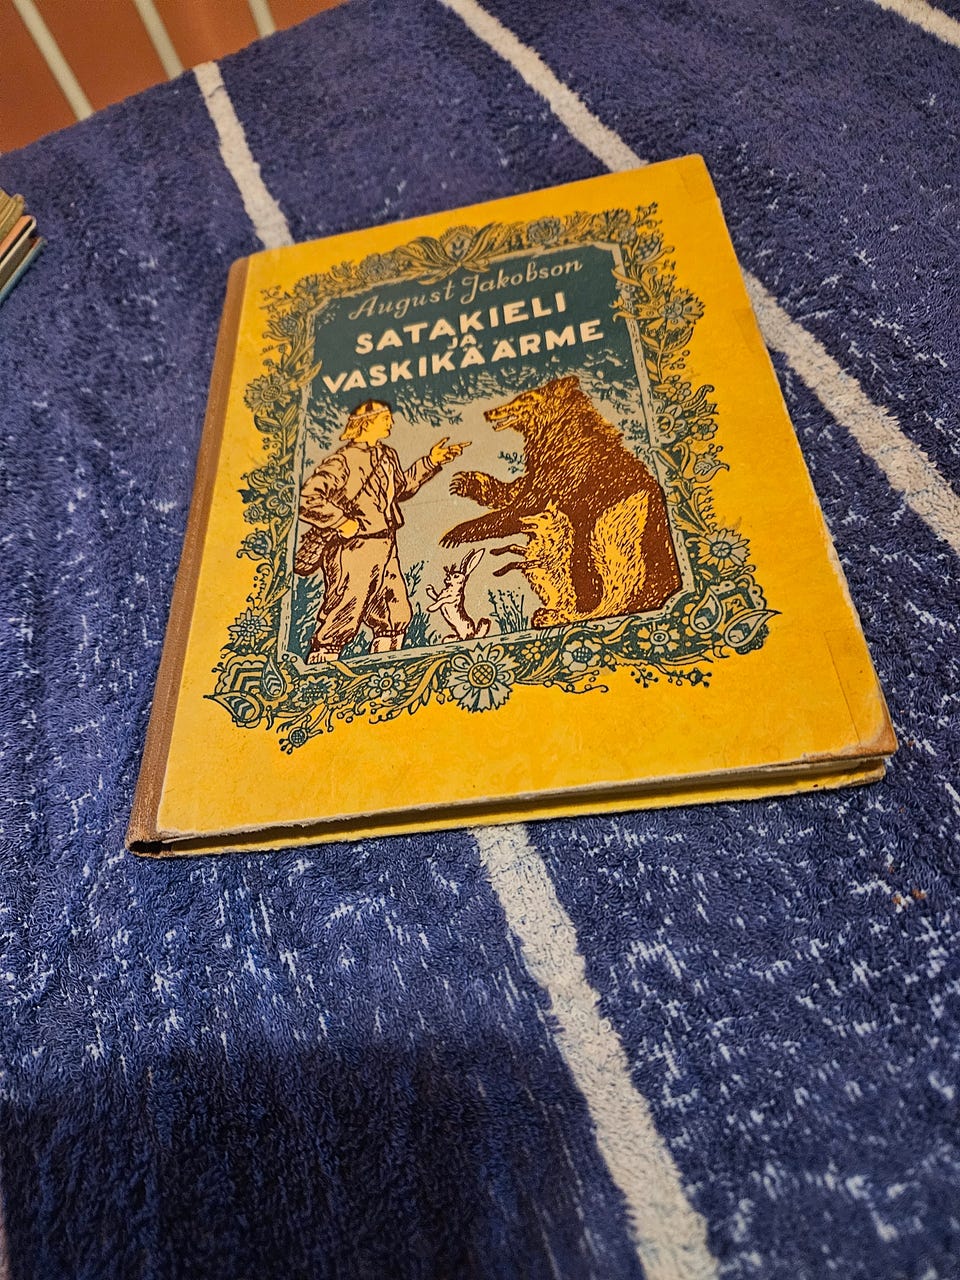 August Jakobson
SATAKIELI
JA
VASKIKÄÄRME